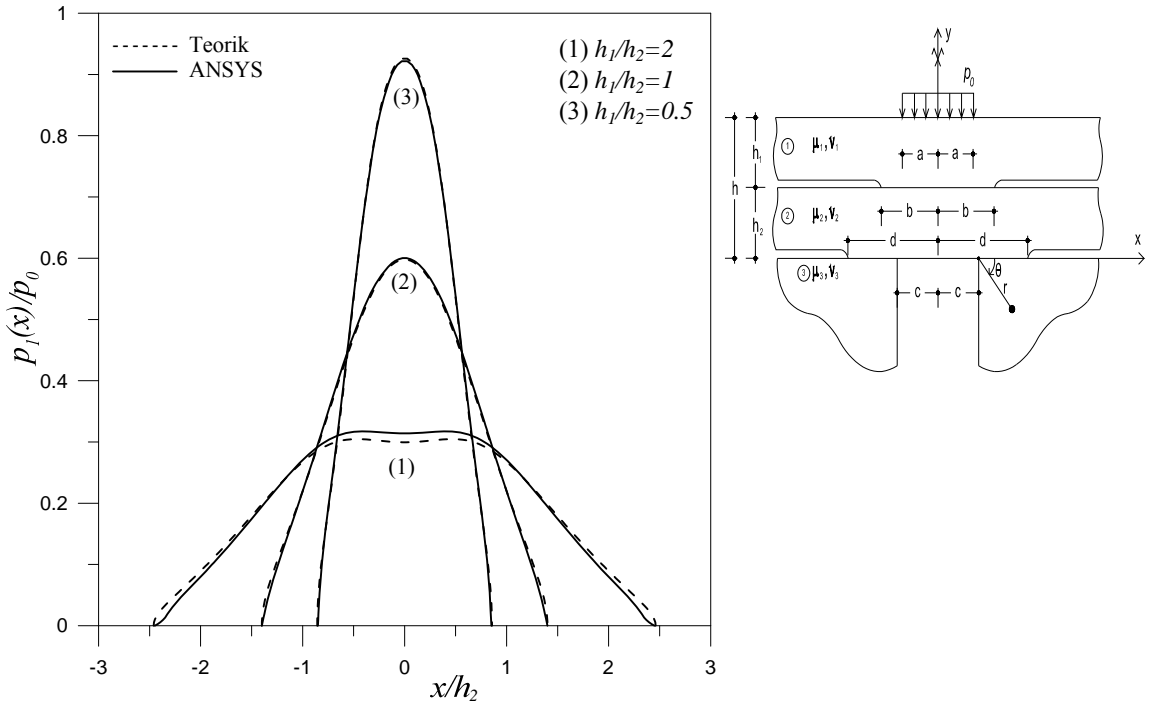 1
0.8
0.6
0.4
0.2
0
-3
-2
-1
0
1
2
3
p₁(x)/p₀
x/h₂
Teorik
ANSYS
(1) h₁/h₂=2
(2) h₁/h₂=1
(3) h₁/h₂=0.5
(3)
(2)
(1)
y
p₀
① μ₁,ν₁
a a
h₁
h
② μ₂,ν₂
b b
h₂
d d
x
③ μ₃,ν₃
θ
c c
r